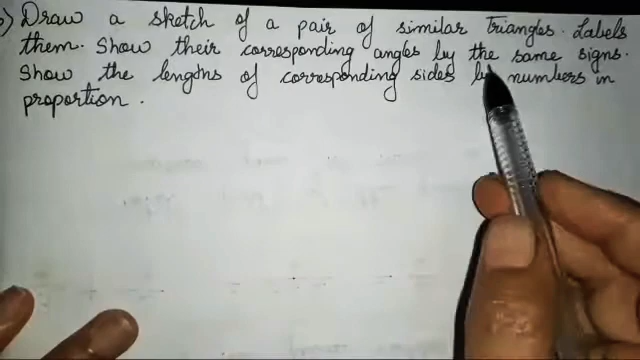 ) Draw a sketch of a pair of similar triangles. Labels
them. Show their corresponding angles by the same signs.
Show the lengths of corresponding sides by numbers in
proportion.